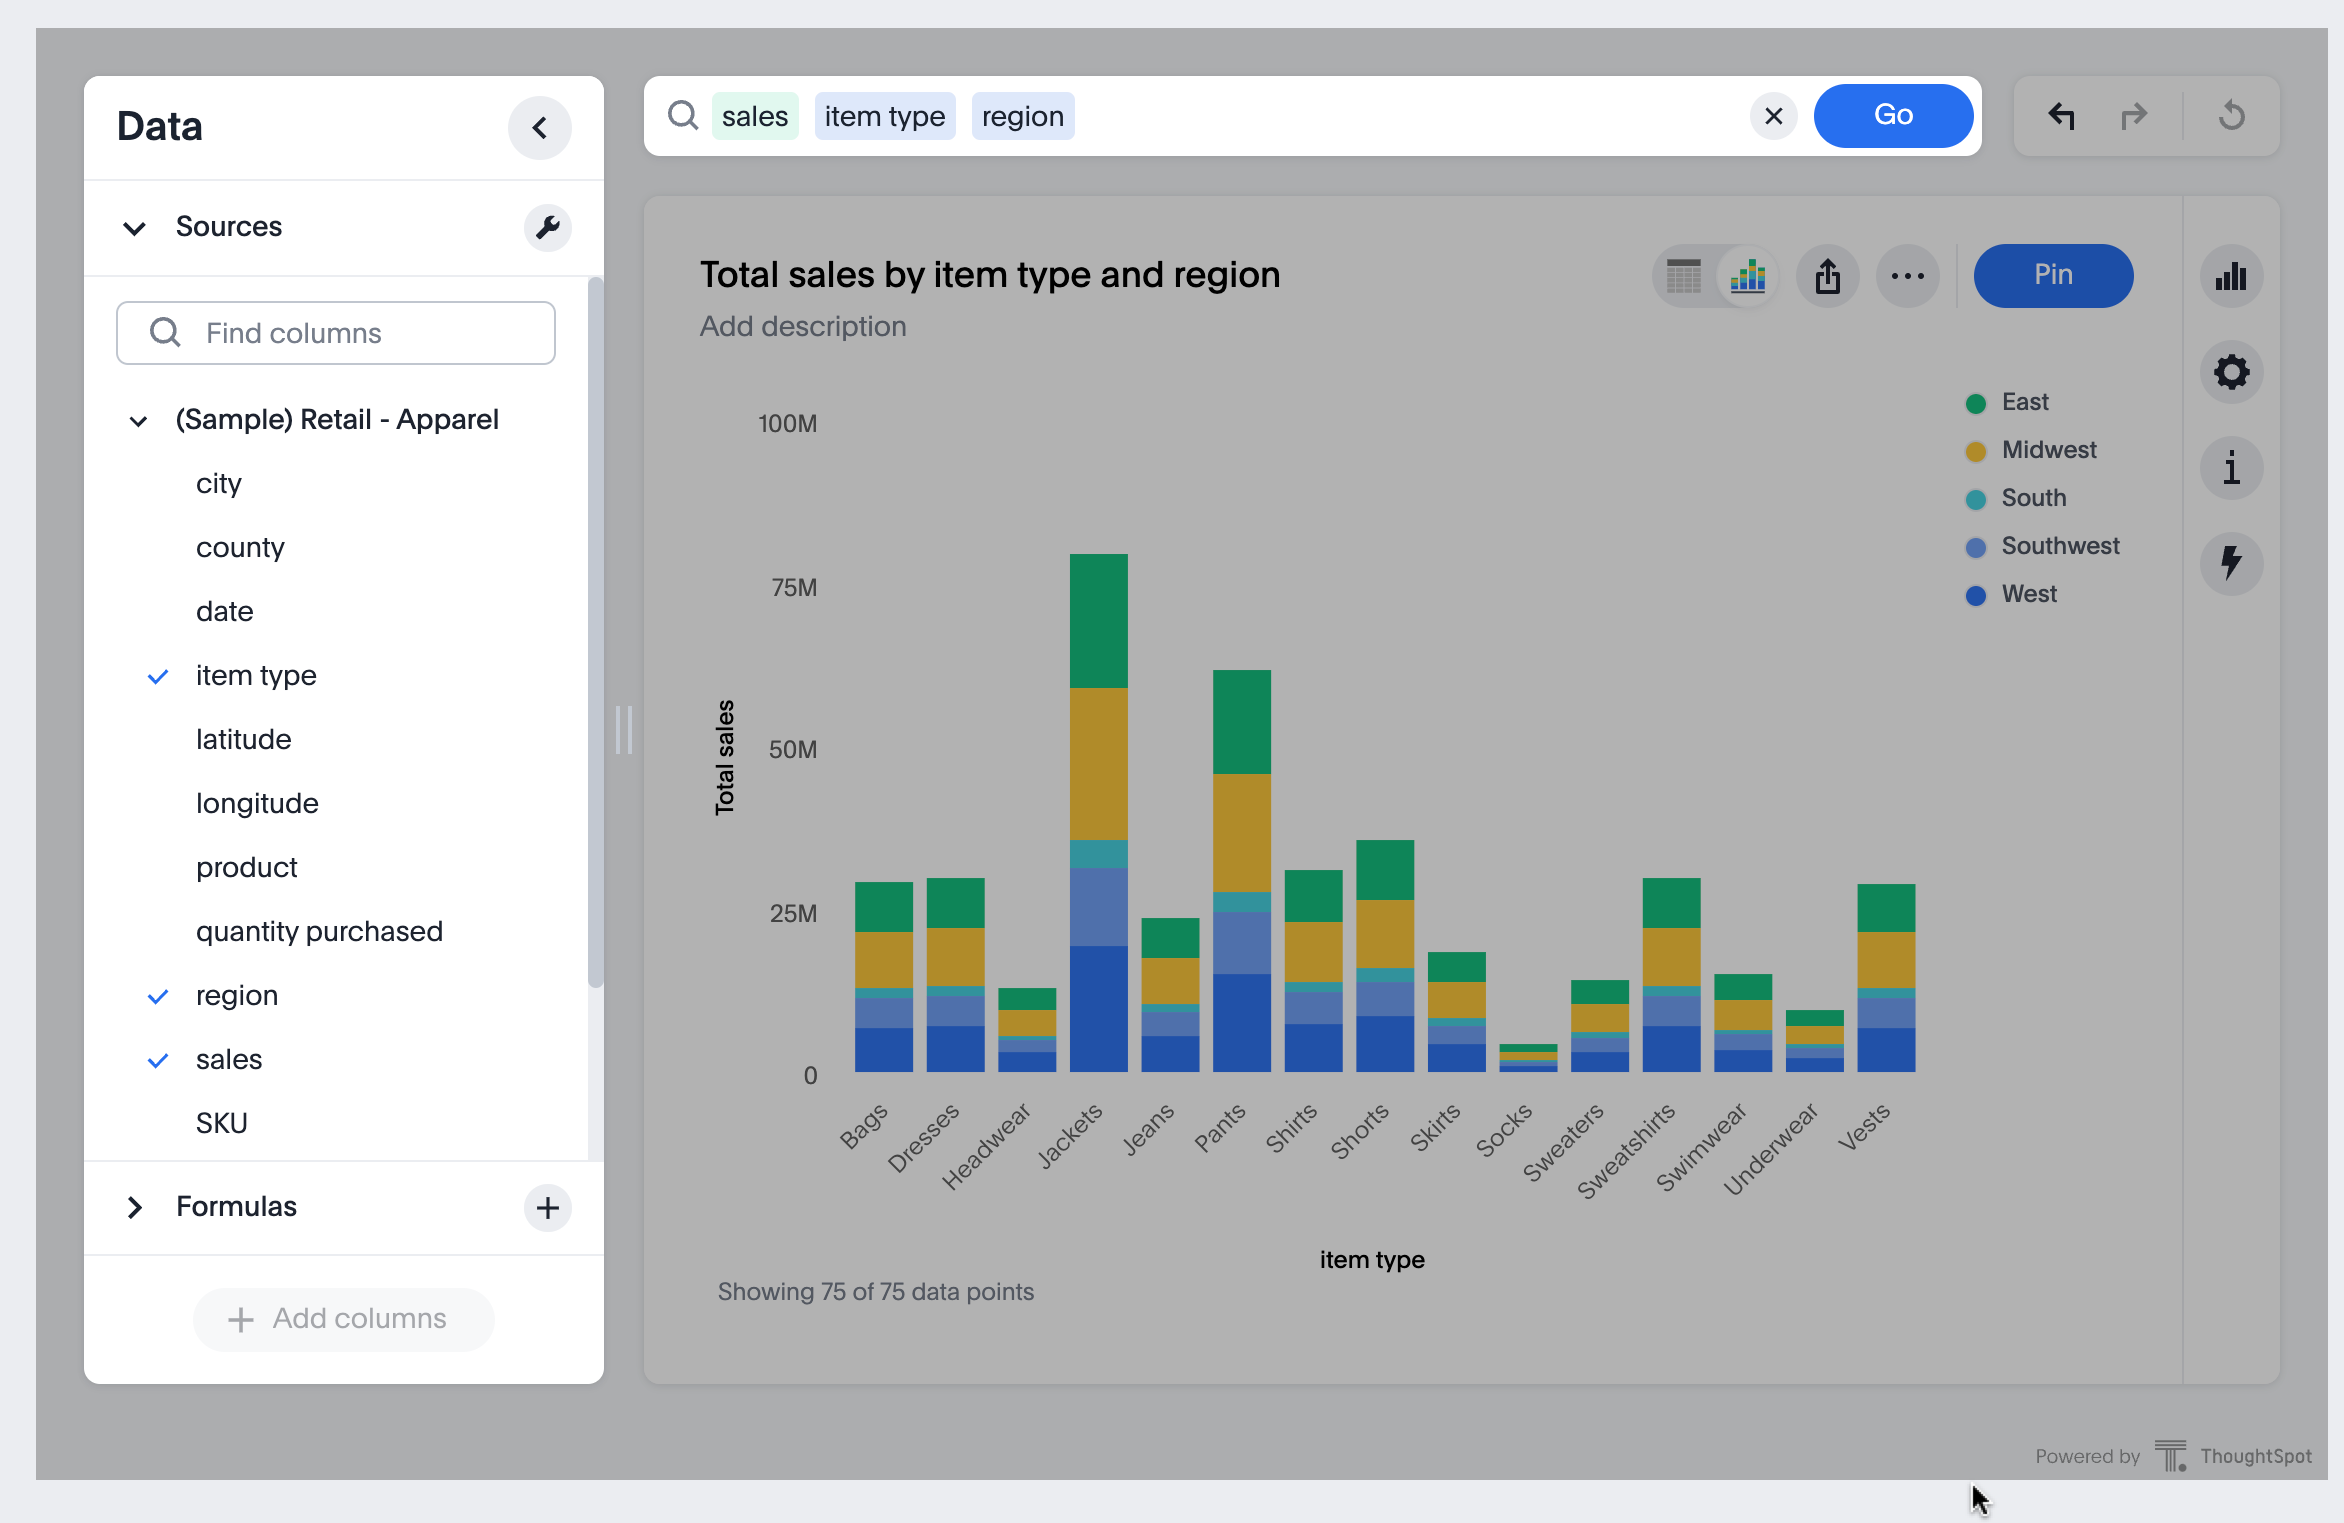 Data
Sources
Find columns
(Sample) Retail - Apparel
city
county
date
item type
latitude
longitude
product
quantity purchased
region
sales
SKU
Formulas
Add columns
sales item type region
Go
Total sales by item type and region
Add description
Pin
East
Midwest
South
Southwest
West
100M
75M
50M
25M
0
Total sales
Bags
Dresses
Headwear
Jackets
Jeans
Pants
Shirts
Shorts
Skirts
Socks
Sweaters
Sweatshirts
Swimwear
Underwear
Vests
item type
Showing 75 of 75 data points
Powered by ThoughtSpot